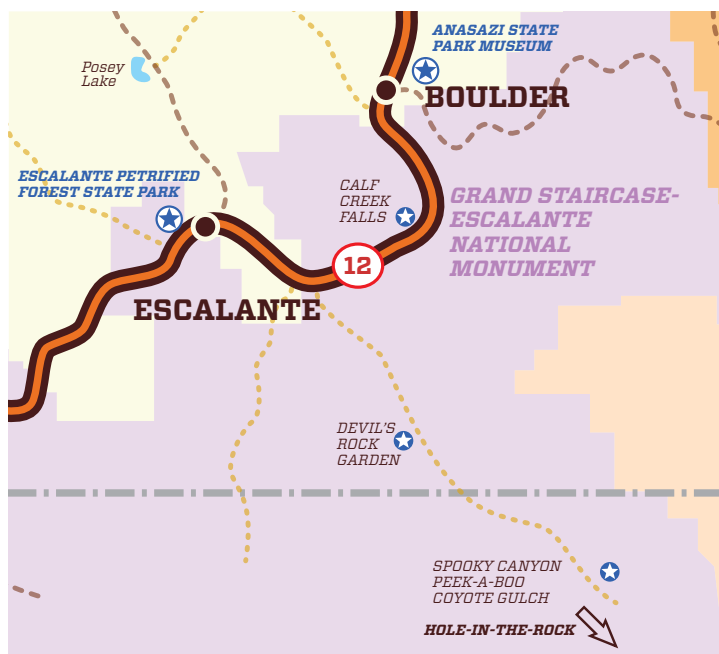 ANASAZI STATE
PARK MUSEUM
Posey
Lake
BOULDER
ESCALANTE PETRIFIED
FOREST STATE PARK
CALF
CREEK
FALLS
GRAND STAIRCASE-
ESCALANTE
NATIONAL
MONUMENT
12
ESCALANTE
DEVIL'S
ROCK
GARDEN
SPOOKY CANYON
PEEK-A-BOO
COYOTE GULCH
HOLE-IN-THE-ROCK